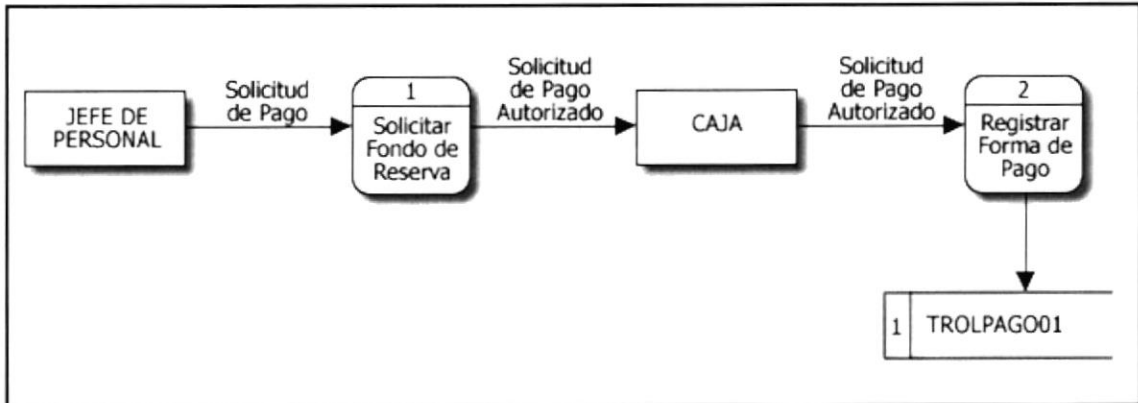 JEFE DE
PERSONAL
Solicitud
de Pago
1
Solicitar
Fondo de
Reserva
Solicitud
de Pago
Autorizado
CAJA
Solicitud
de Pago
Autorizado
2
Registrar
Forma de
Pago
1
TROLPAGO01